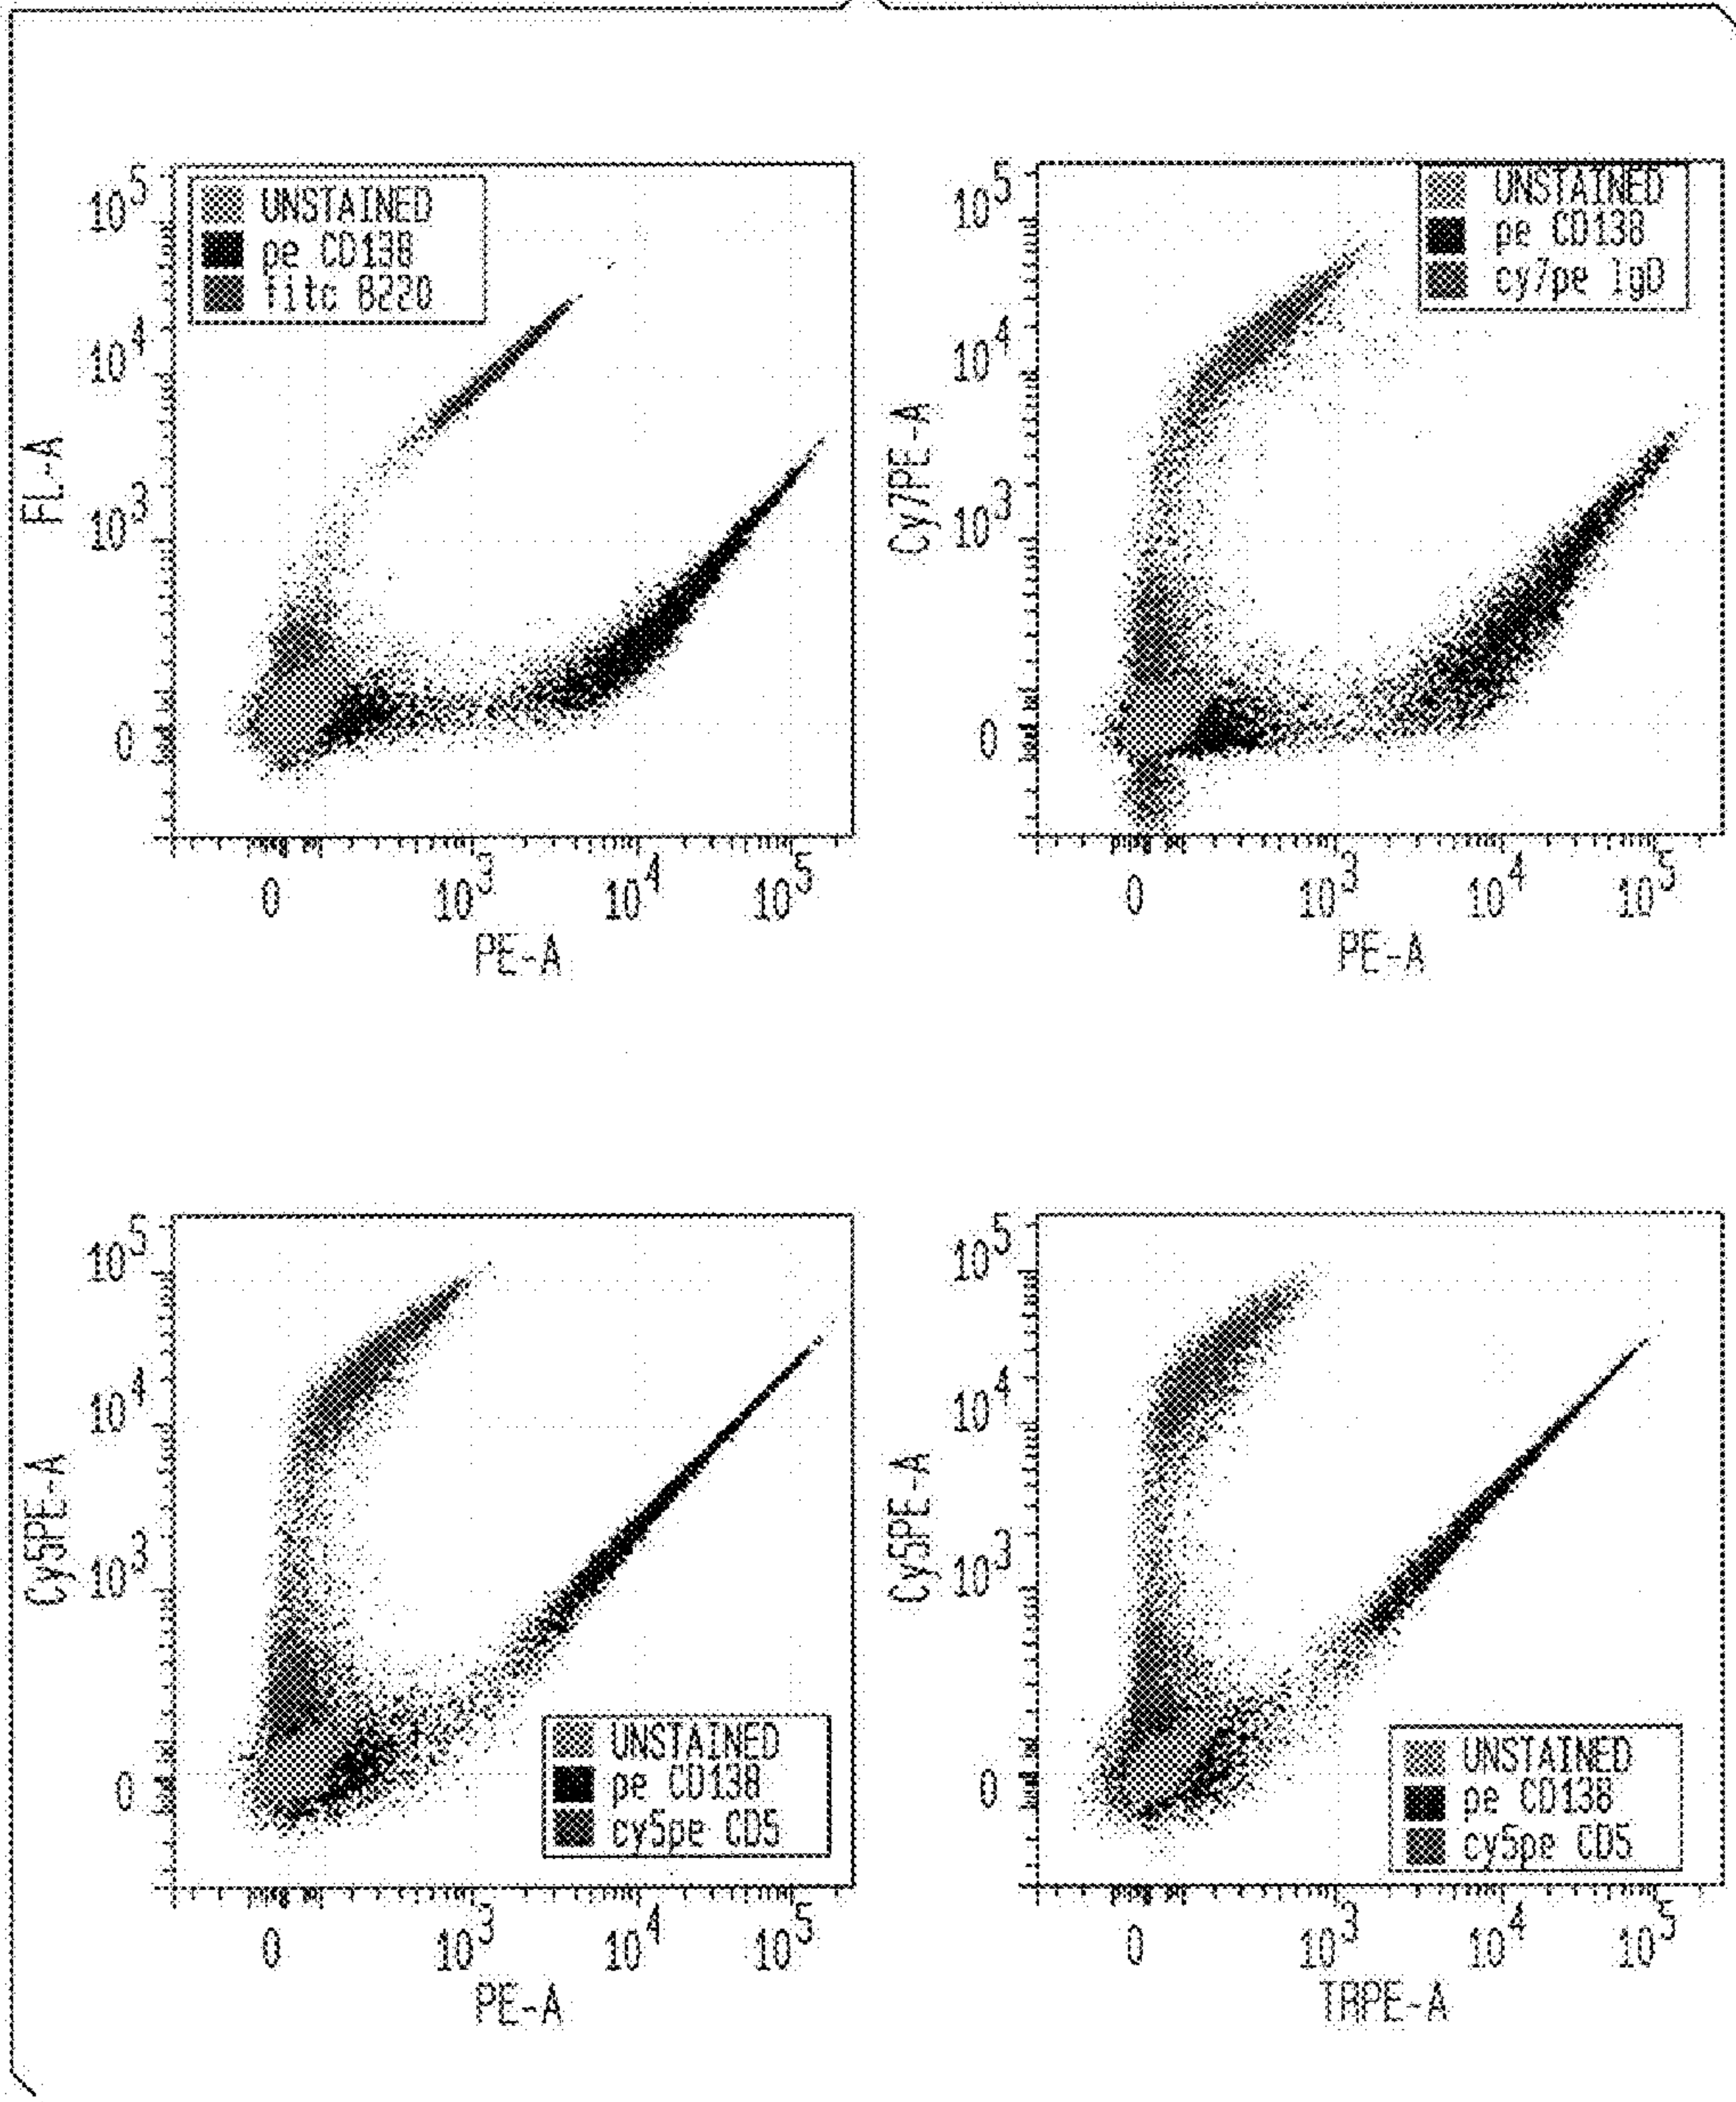 10^5
10^4
10^3
0
FL-A
UNSTAINED
pe CD138
fitc B220
0
10^3
10^4
10^5
PE-A
10^5
10^4
10^3
0
Cy7PE-A
UNSTAINED
pe CD138
cy7pe IgD
0
10^3
10^4
10^5
PE-A
10^5
10^4
10^3
0
Cy5PE-A
UNSTAINED
pe CD138
cy5pe CD5
0
10^3
10^4
10^5
PE-A
10^5
10^4
10^3
0
Cy5PE-A
UNSTAINED
pe CD138
cy5pe CD5
0
10^3
10^4
10^5
TRPE-A